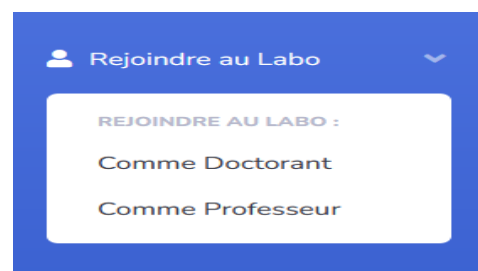 Rejoindre au Labo
REJOINDRE AU LABO :
Comme Doctorant
Comme Professeur